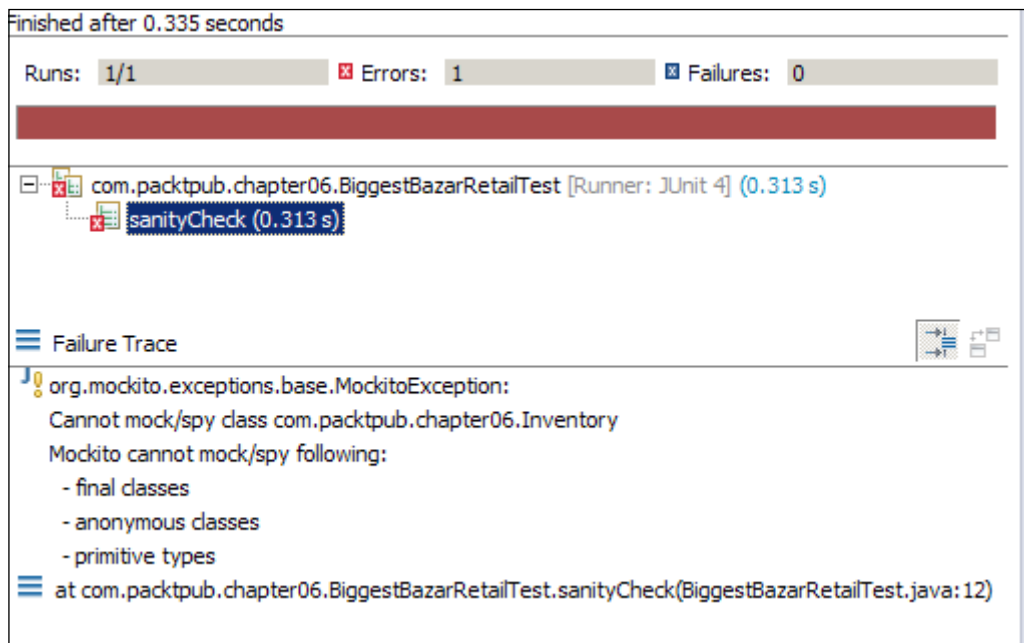 Finished after 0.335 seconds
Runs: 1/1 Errors: 1 Failures: 0
com.packtpub.chapter06.BiggestBazarRetailTest [Runner: JUnit 4] (0.313 s)
sanityCheck (0.313 s)
Failure Trace
org.mockito.exceptions.base.MockitoException:
Cannot mock/spy class com.packtpub.chapter06.Inventory
Mockito cannot mock/spy following:
- final classes
- anonymous classes
- primitive types
at com.packtpub.chapter06.BiggestBazarRetailTest.sanityCheck(BiggestBazarRetailTest.java:12)